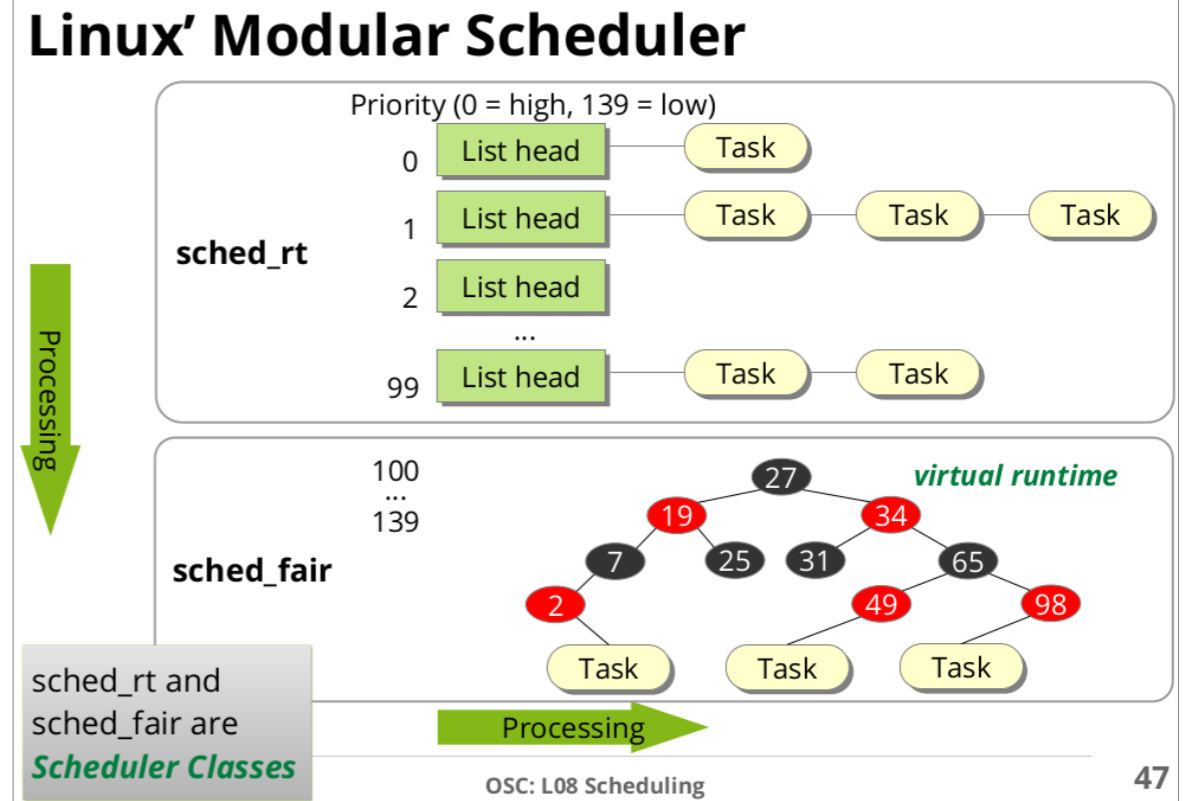 Linux’ Modular Scheduler
Priority (0 = high, 139 = low)
0 List head Task
1 List head Task Task Task
sched_rt
2 List head
...
99 List head Task Task
Processing
100
...
139
sched_fair
virtual runtime
27
19 34
7 25 31 65
2 49 98
Task Task Task
Processing
sched_rt and
sched_fair are
Scheduler Classes
OSC: L08 Scheduling
47